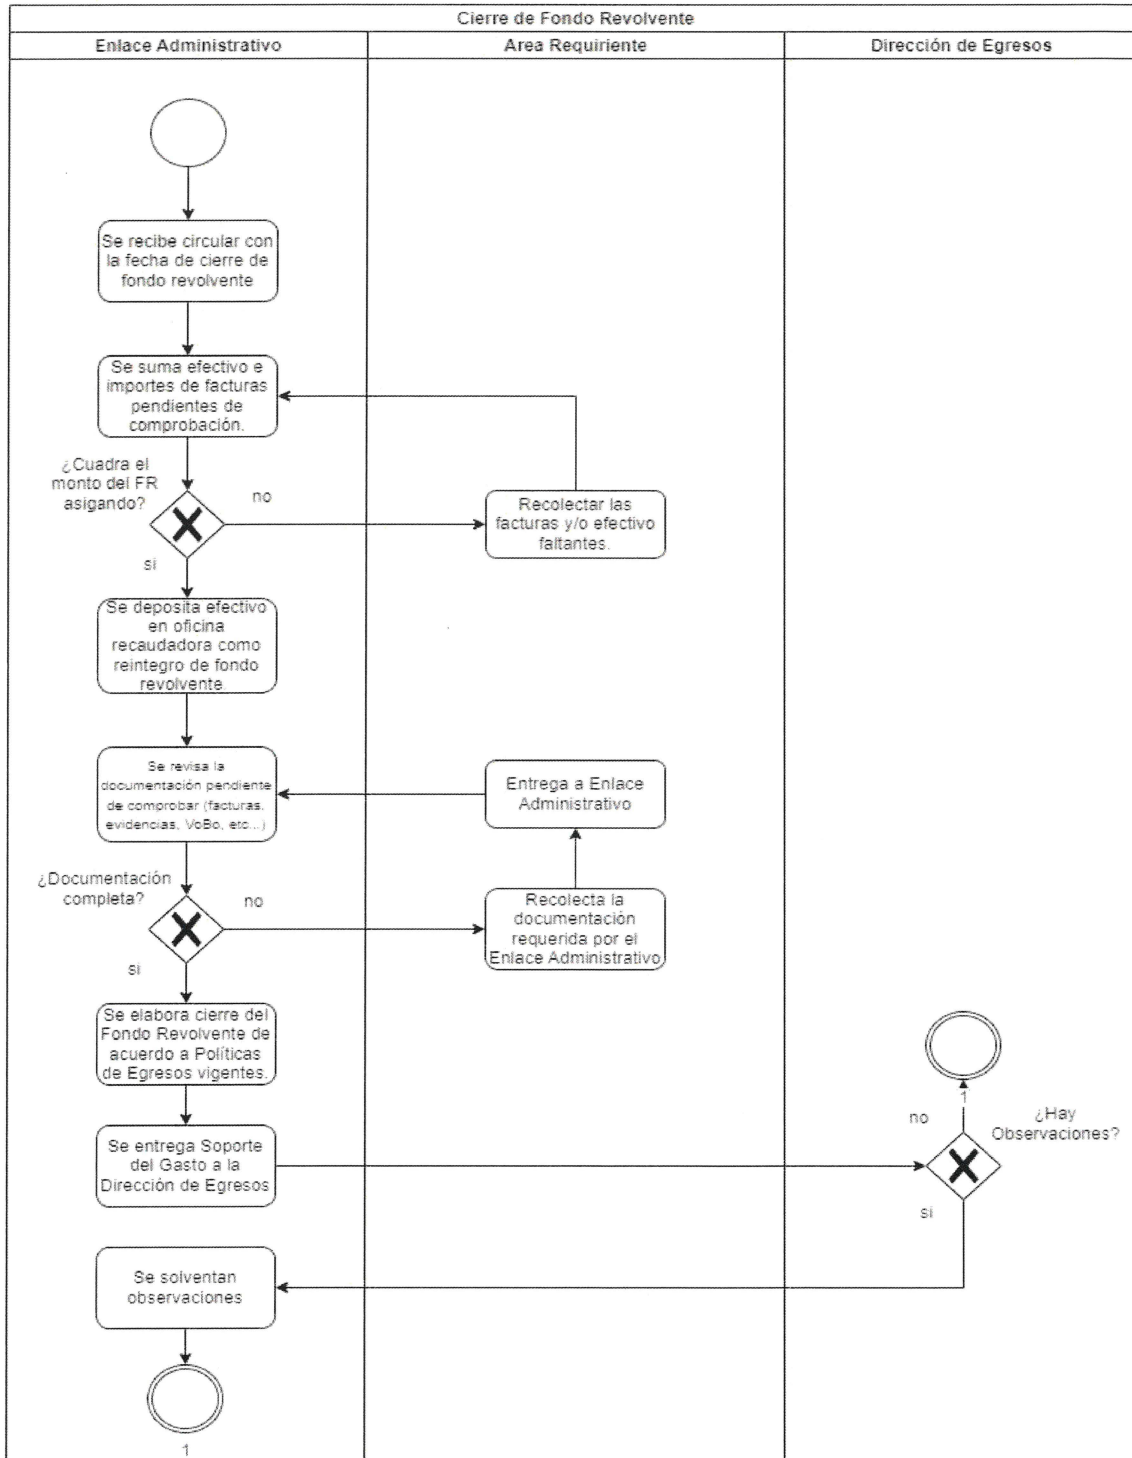 Cierre de Fondo Revolvente
Enlace Administrativo
Area Requiriente
Dirección de Egresos
Se recibe circular con
la fecha de cierre de
fondo revolvente
Se suma efectivo e
importes de facturas
pendientes de
comprobación.
¿Cuadra el
monto del FR
asigando?
no
Recolectar las
facturas y/o efectivo
faltantes.
si
Se deposita efectivo
en oficina
recaudadora como
reintegro de fondo
revolvente
Se revisa la
documentación pendiente
de comprobar (facturas,
evidencias, VoBo, etc...)
Entrega a Enlace
Administrativo
¿Documentación
completa?
no
Recolecta la
documentación
requerida por el
Enlace Administrativo
si
Se elabora cierre del
Fondo Revolvente de
acuerdo a Políticas
de Egresos vigentes.
1
no
¿Hay
Observaciones?
Se entrega Soporte
del Gasto a la
Dirección de Egresos
si
Se solventan
observaciones
1